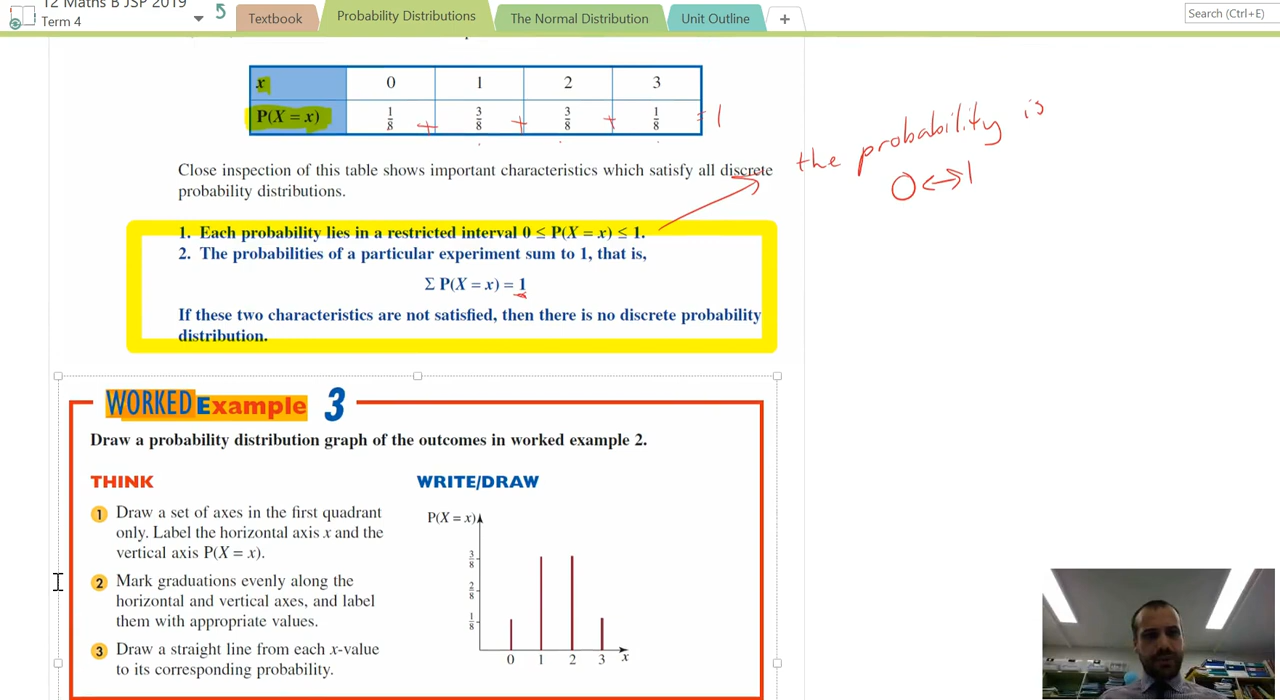 12 Maths B JSP 2019
Term 4
Textbook
Probability Distributions
The Normal Distribution
Unit Outline
+
Search (Ctrl+E)
x 0 1 2 3
P(X = x) 1/8 + 3/8 + 3/8 + 1/8 = 1
the probability is
0 <-> 1
Close inspection of this table shows important characteristics which satisfy all discrete
probability distributions.
1. Each probability lies in a restricted interval 0 ≤ P(X = x) ≤ 1.
2. The probabilities of a particular experiment sum to 1, that is,
Σ P(X = x) = 1
If these two characteristics are not satisfied, then there is no discrete probability
distribution.
WORKED Example 3
Draw a probability distribution graph of the outcomes in worked example 2.
THINK
1 Draw a set of axes in the first quadrant
only. Label the horizontal axis x and the
vertical axis P(X = x).
2 Mark graduations evenly along the
horizontal and vertical axes, and label
them with appropriate values.
3 Draw a straight line from each x-value
to its corresponding probability.
WRITE/DRAW
P(X = x)
3/8
2/8
1/8
0 1 2 3 x